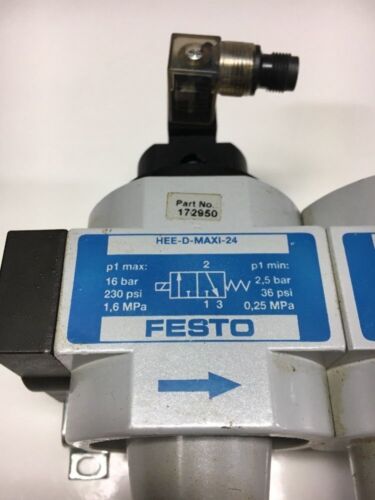 Part No.
172950
HEE-D-MAXI-24
p1 max:
16 bar
230 psi
1,6 MPa
2
1 3
p1 min:
2,5 bar
36 psi
0,25 MPa
FESTO